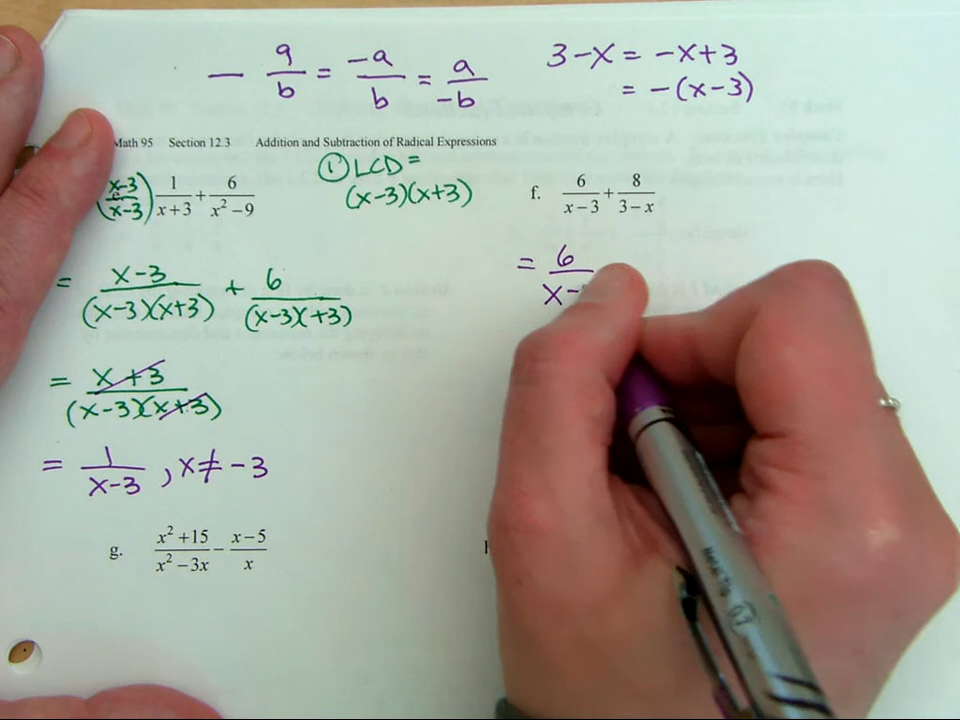 - a/b = -a/b = a/-b
3-x = -x+3
= -(x-3)
Math 95 Section 12.3 Addition and Subtraction of Radical Expressions
① LCD =
(x-3)(x+3)
(x-3/x-3) 1/x+3 + 6/x²-9
f. 6/x-3 + 8/3-x
= x-3/(x-3)(x+3) + 6/(x-3)(+3)
= 6/x-
= x+3/(x-3)(x+3)
= 1/x-3 , x≠-3
g. x²+15/x²-3x - x-5/x